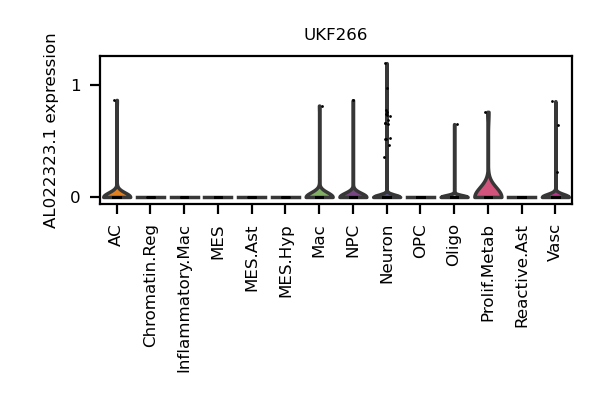 UKF266
AL022323.1 expression
1
0
AC
Chromatin.Reg
Inflammatory.Mac
MES
MES.Ast
MES.Hyp
Mac
NPC
Neuron
OPC
Oligo
Prolif.Metab
Reactive.Ast
Vasc